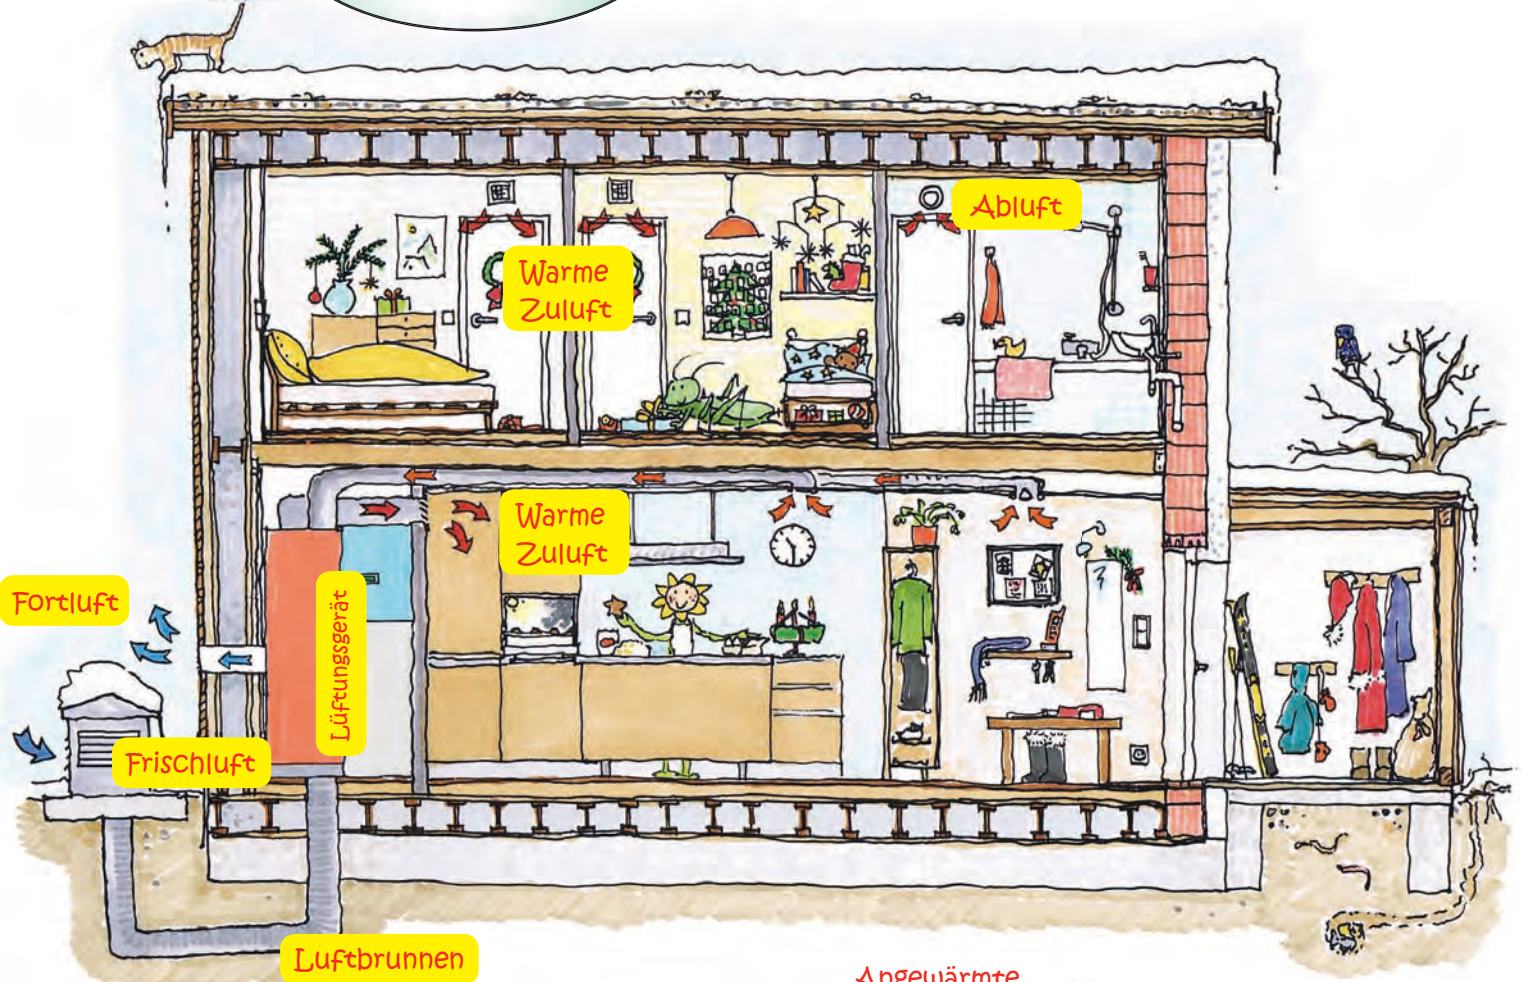 Abluft
Warme
Zuluft
Warme
Zuluft
Fortluft
Lüftungsgerät
Frischluft
Luftbrunnen
Angewärmte